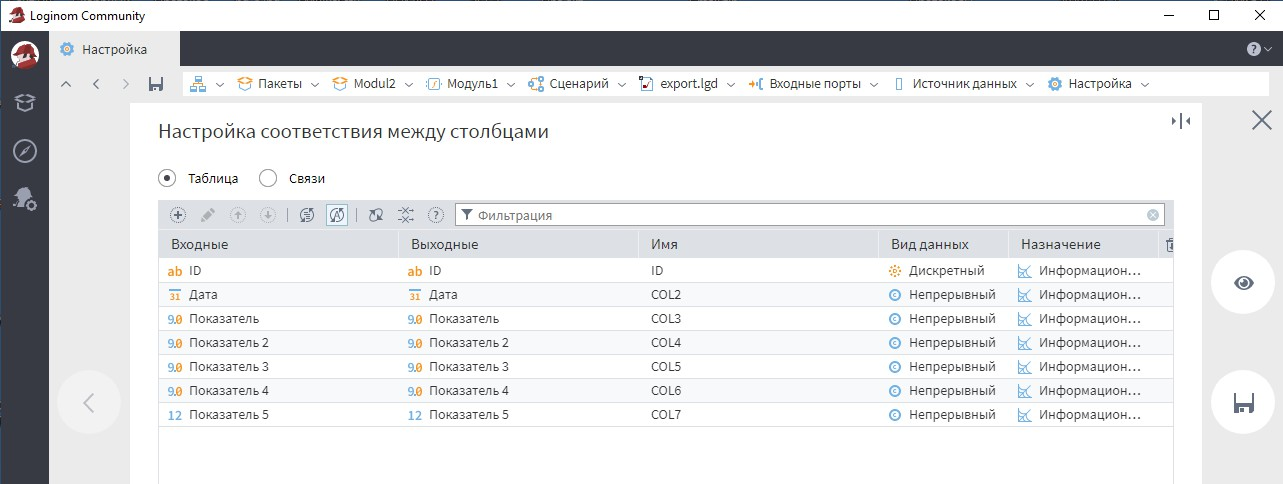 Loginom Community
Настройка
Пакеты Modul2 Модуль1 Сценарий export.lgd Входные порты Источник данных Настройка
Настройка соответствия между столбцами
Таблица Связи
Фильтрация
Входные Выходные Имя Вид данных Назначение
ab ID ab ID ID Дискретный Информацион...
31 Дата 31 Дата COL2 Непрерывный Информацион...
9.0 Показатель 9.0 Показатель COL3 Непрерывный Информацион...
9.0 Показатель 2 9.0 Показатель 2 COL4 Непрерывный Информацион...
9.0 Показатель 3 9.0 Показатель 3 COL5 Непрерывный Информацион...
9.0 Показатель 4 9.0 Показатель 4 COL6 Непрерывный Информацион...
12 Показатель 5 12 Показатель 5 COL7 Непрерывный Информацион...